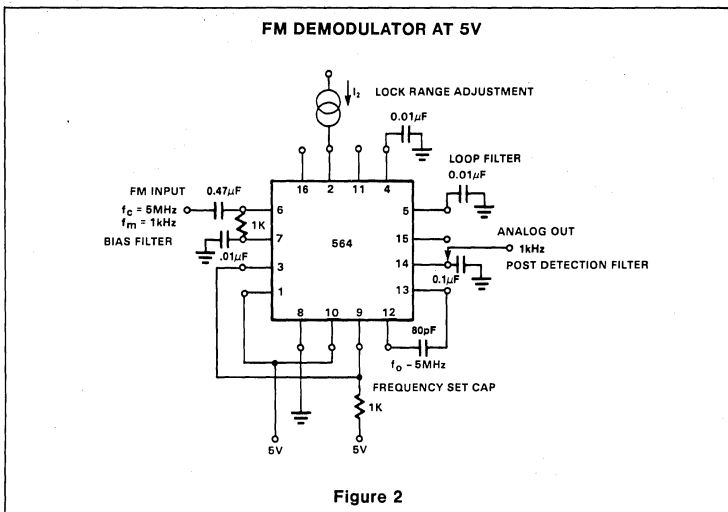 FM DEMODULATOR AT 5V
I₂
LOCK RANGE ADJUSTMENT
0.01μF
16 2 11 4
LOOP FILTER
0.01μF
FM INPUT
0.47μF
fc = 5MHz
fm = 1kHz
1K
BIAS FILTER
.01μF
6
7
3
1
564
5
15
14
13
ANALOG OUT
1kHz
POST DETECTION FILTER
0.1μF
8 10 9 12
80pF
fo - 5MHz
FREQUENCY SET CAP
1K
5V 5V
Figure 2